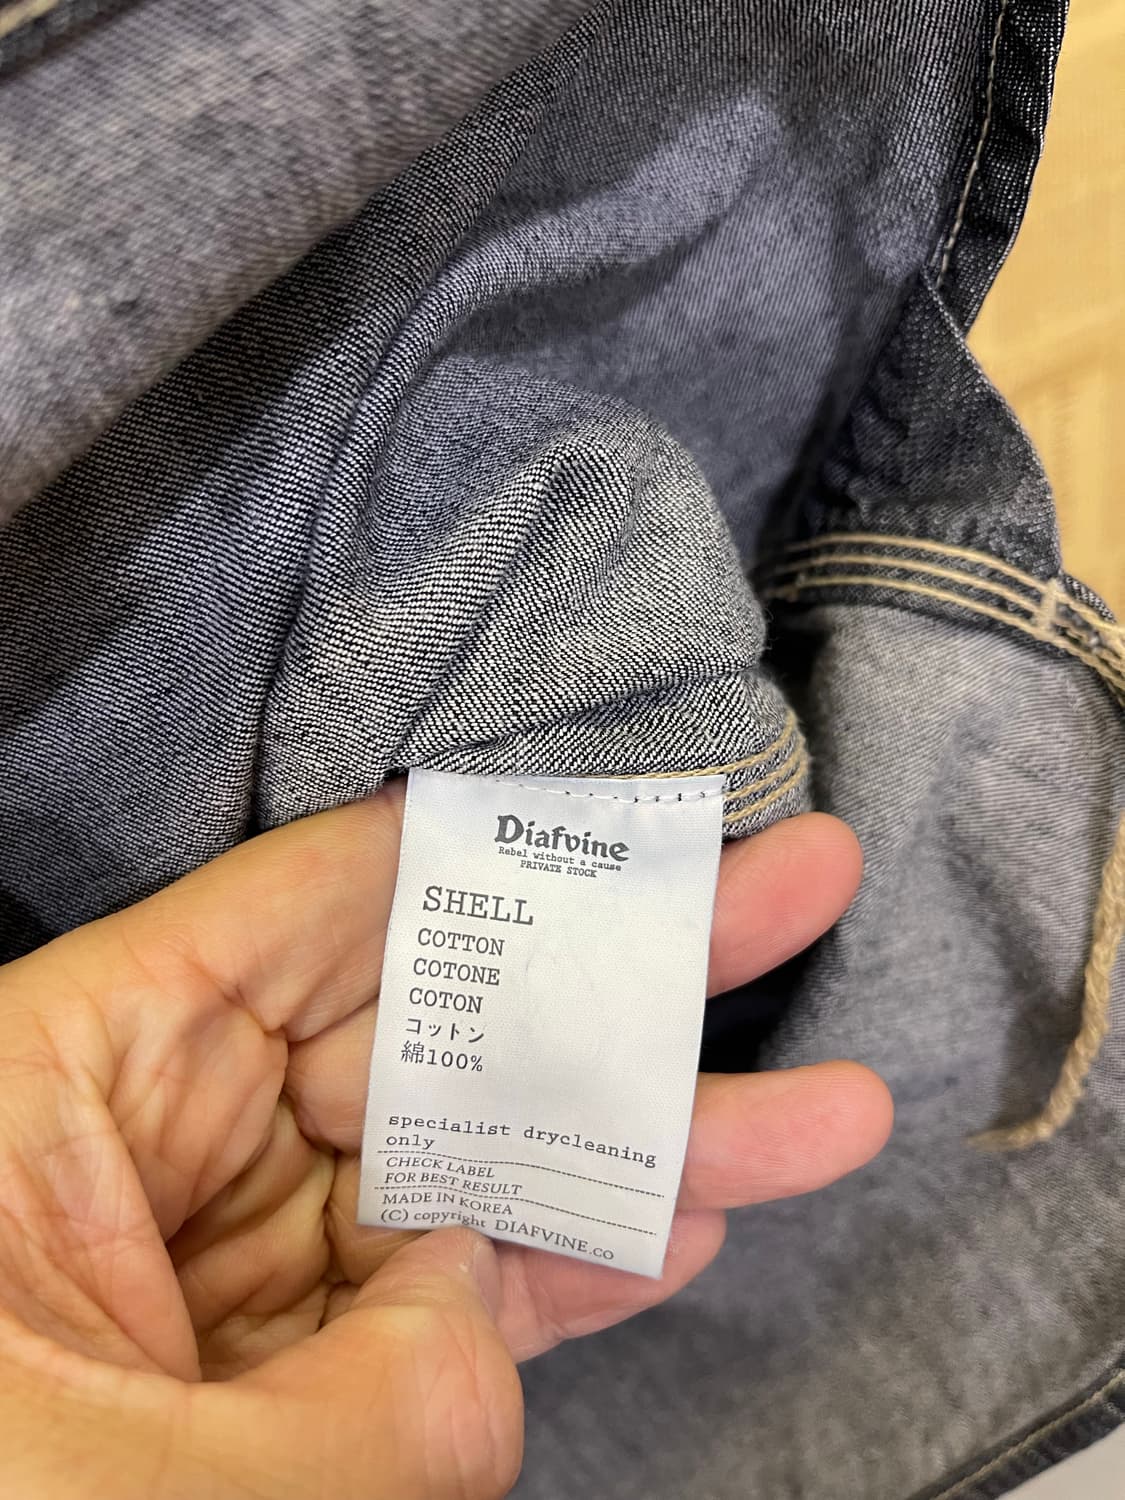 Diafvine
Rebel without a cause
PRIVATE STOCK
SHELL
COTTON
COTONE
COTON
コットン
綿100%
specialist drycleaning
only
CHECK LABEL
FOR BEST RESULT
MADE IN KOREA
(C) copyright DIAFVINE.CO